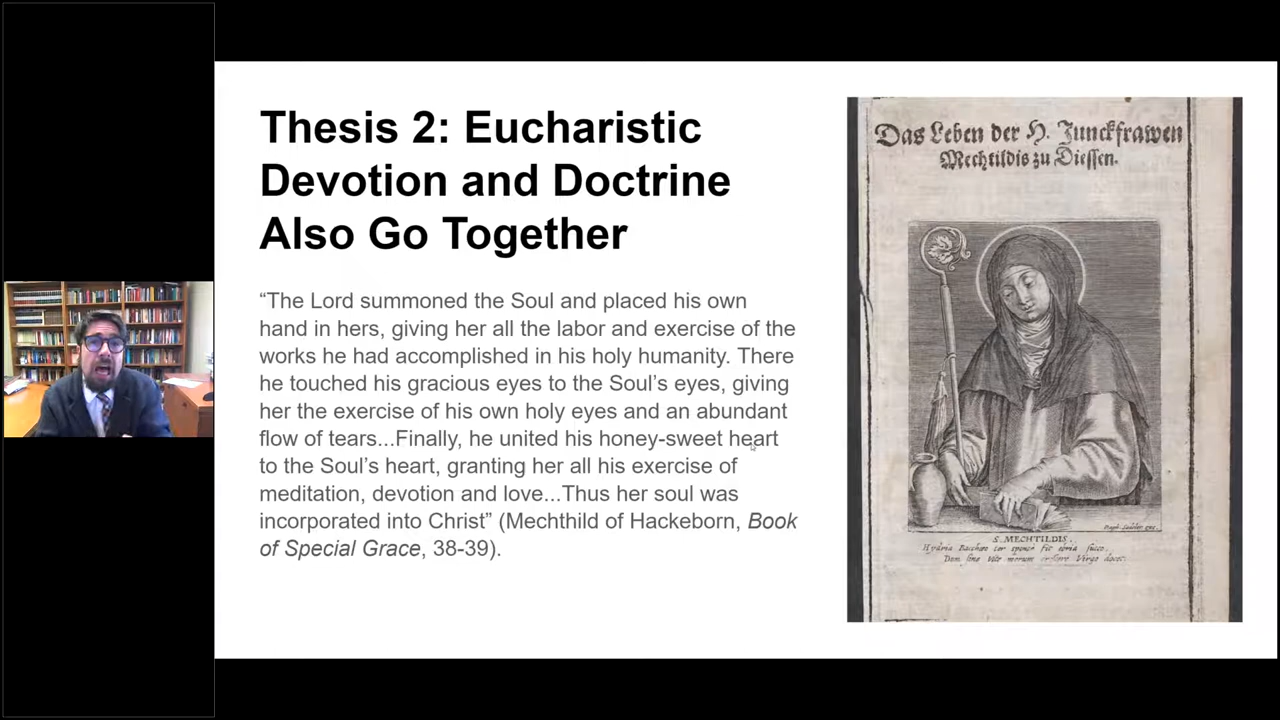 Thesis 2: Eucharistic
Devotion and Doctrine
Also Go Together
“The Lord summoned the Soul and placed his own
hand in hers, giving her all the labor and exercise of the
works he had accomplished in his holy humanity. There
he touched his gracious eyes to the Soul’s eyes, giving
her the exercise of his own holy eyes and an abundant
flow of tears...Finally, he united his honey-sweet heart
to the Soul’s heart, granting her all his exercise of
meditation, devotion and love...Thus her soul was
incorporated into Christ” (Mechthild of Hackeborn, Book
of Special Grace, 38-39).
Das Leben der H. Junckfrawen
Mechtildis zu Diessen.
S. MECHTILDIS.
Hydria
Virgo